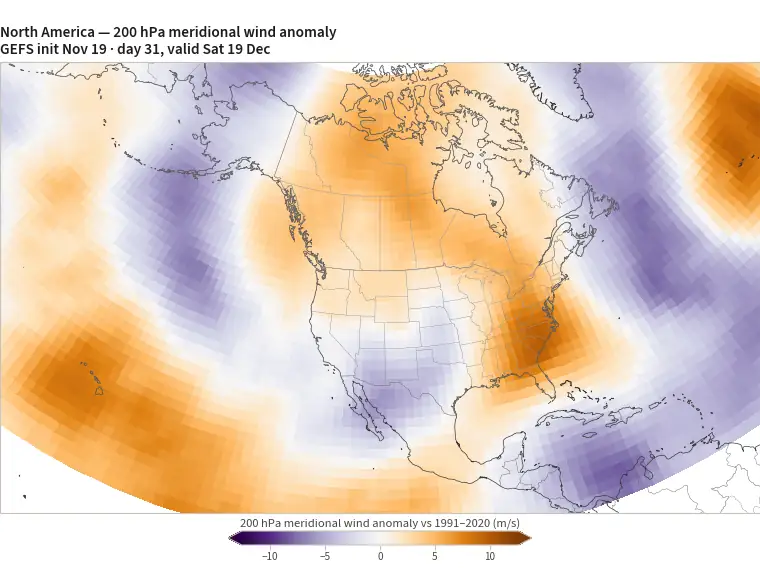 North America — 200 hPa meridional wind anomaly
GEFS init Nov 19 · day 31, valid Sat 19 Dec
200 hPa meridional wind anomaly vs 1991–2020 (m/s)
−10 −5 0 5 10